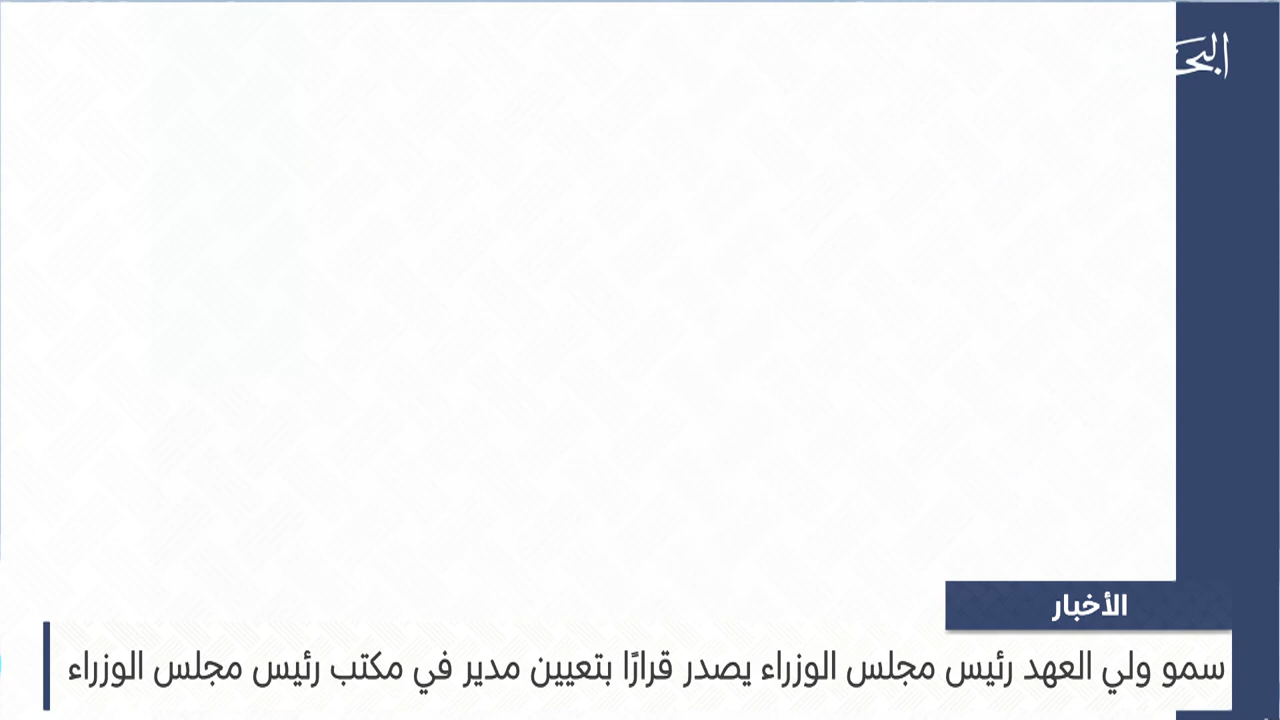 الأخبار
سمو ولي العهد رئيس مجلس الوزراء يصدر قرارًا بتعيين مدير في مكتب رئيس مجلس الوزراء